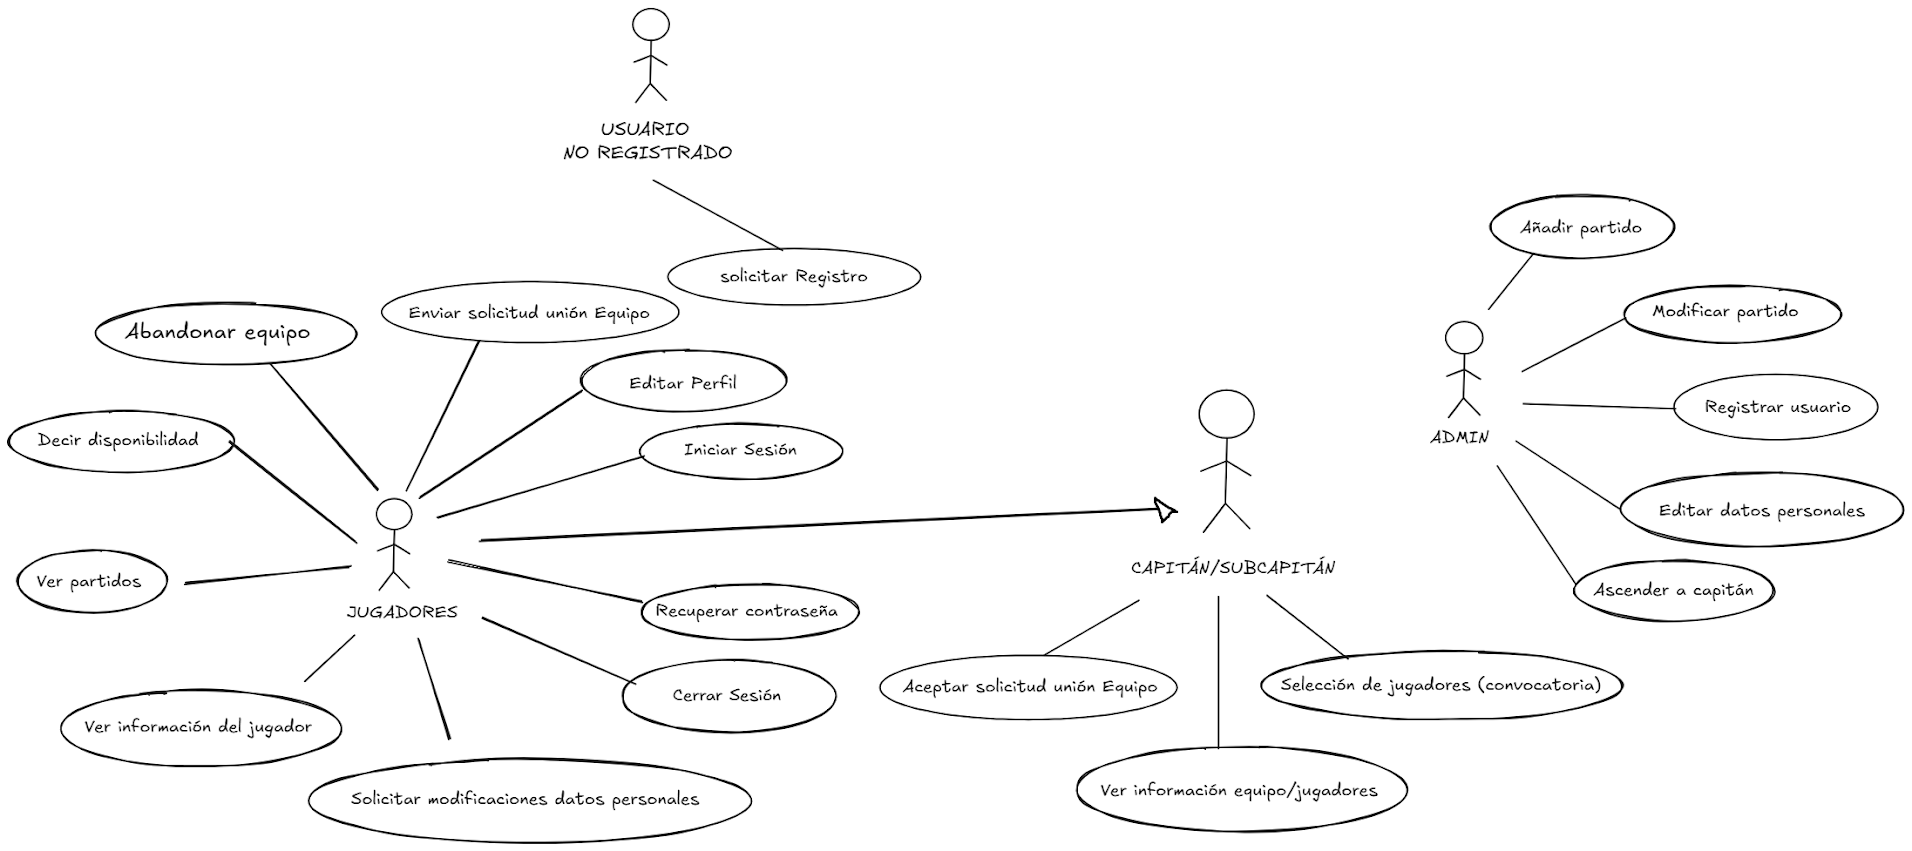 USUARIO
NO REGISTRADO
solicitar Registro
Abandonar equipo
Enviar solicitud unión Equipo
Editar Perfil
Decir disponibilidad
Iniciar Sesión
Ver partidos
JUGADORES
Recuperar contraseña
Cerrar Sesión
Ver información del jugador
Solicitar modificaciones datos personales
CAPITÁN/SUBCAPITÁN
Aceptar solicitud unión Equipo
Selección de jugadores (convocatoria)
Ver información equipo/jugadores
Añadir partido
Modificar partido
Registrar usuario
ADMIN
Editar datos personales
Ascender a capitán